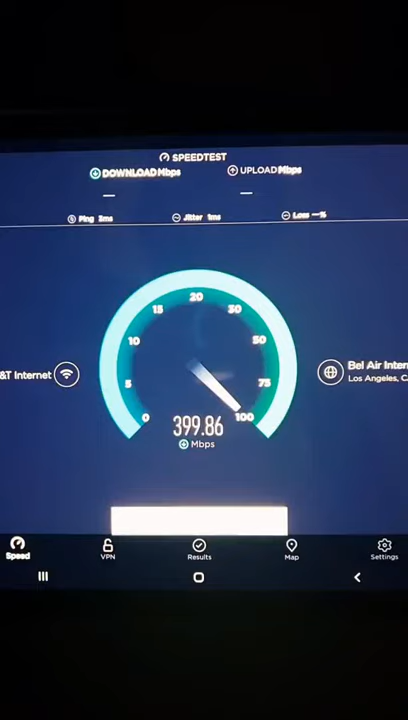 SPEEDTEST
DOWNLOAD Mbps
UPLOAD Mbps
Ping 3ms
Jitter 1ms
Loss —%
20
15
30
10
50
5
75
0
100
&T Internet
Bel Air Inter
Los Angeles, C
399.86
Mbps
Speed
VPN
Results
Map
Settings